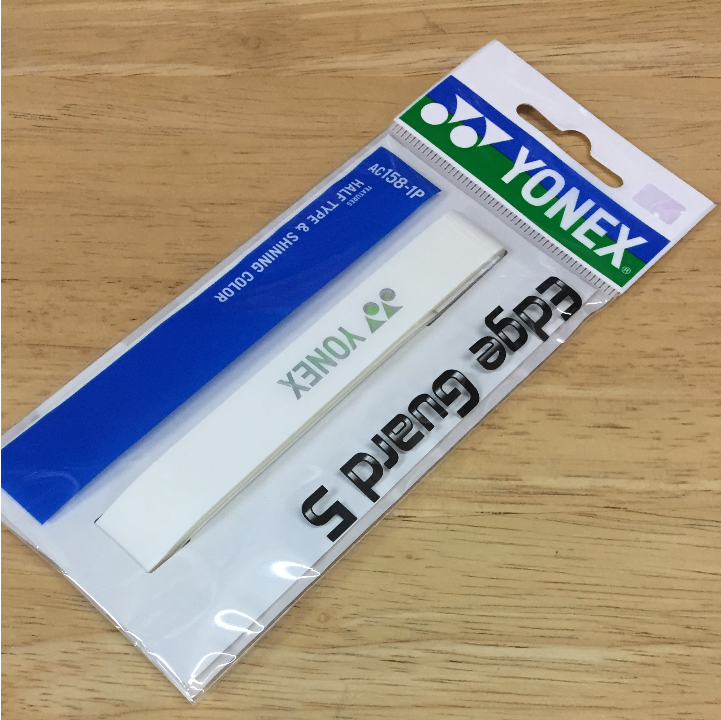 YONEX®
AC158-1P
FEATURES
HALF TYPE & SHINING COLOR
YONEX
Edge Guard 5